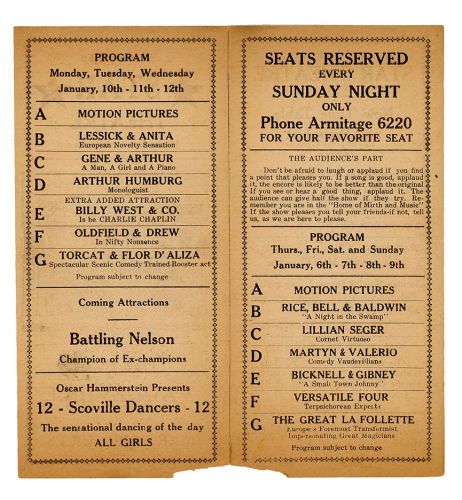 PROGRAM
Monday, Tuesday, Wednesday
January, 10th - 11th - 12th
A MOTION PICTURES
B LESSICK & ANITA
European Novelty Sensation
C GENE & ARTHUR
A Man, A Girl and A Piano
D ARTHUR HUMBURG
Monologuist
EXTRA ADDED ATTRACTION
E BILLY WEST & CO.
In he CHARLIE CHAPLIN
F OLDFIELD & DREW
In Nifty Nonsence
G TORCAT & FLOR D'ALIZA
Spectacular Scenic Comedy Trained Rooster act
Program subject to change
Coming Attractions
Battling Nelson
Champion of Ex-champions
Oscar Hammerstein Presents
12 - Scoville Dancers - 12
The sensational dancing of the day
ALL GIRLS
SEATS RESERVED
EVERY
SUNDAY NIGHT
ONLY
Phone Armitage 6220
FOR YOUR FAVORITE SEAT
THE AUDIENCE'S PART
Don't be afraid to laugh or applaud if you find
a point that pleases you. If a song is good, applaud
it, the encore is likely to be better than the original
If you see or hear a good thing, applaud it. The
audience can give half the show if they try. Re-
member you are in the "Home of Mirth and Music"
If the show pleases you tell your friends-if not, tell
us, as we are here to please.
PROGRAM
Thurs., Fri., Sat. and Sunday
January, 6th - 7th - 8th - 9th
A MOTION PICTURES
B RICE, BELL & BALDWIN
"A Night in the Swamp"
C LILLIAN SEGER
Cornet Virtuoso
D MARTYN & VALERIO
Comedy Vaudevillians
E BICKNELL & GIBNEY
"A Small Town Johnny"
F VERSATILE FOUR
Terpsichorean Experts
G THE GREAT LA FOLLETTE
Europe's Foremost Transformist
Impersonating Great Magicians
Program subject to change